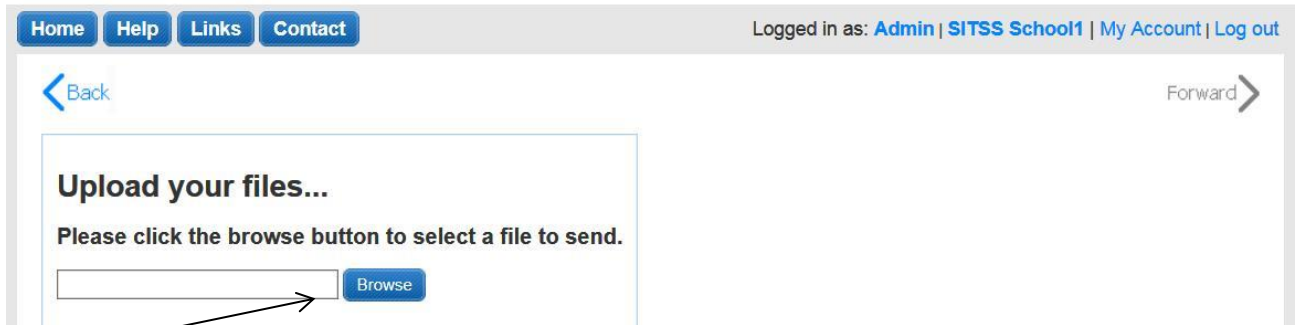 Home Help Links Contact Logged in as: Admin | SITSS School1 | My Account | Log out
Back Forward
Upload your files...
Please click the browse button to select a file to send.
Browse